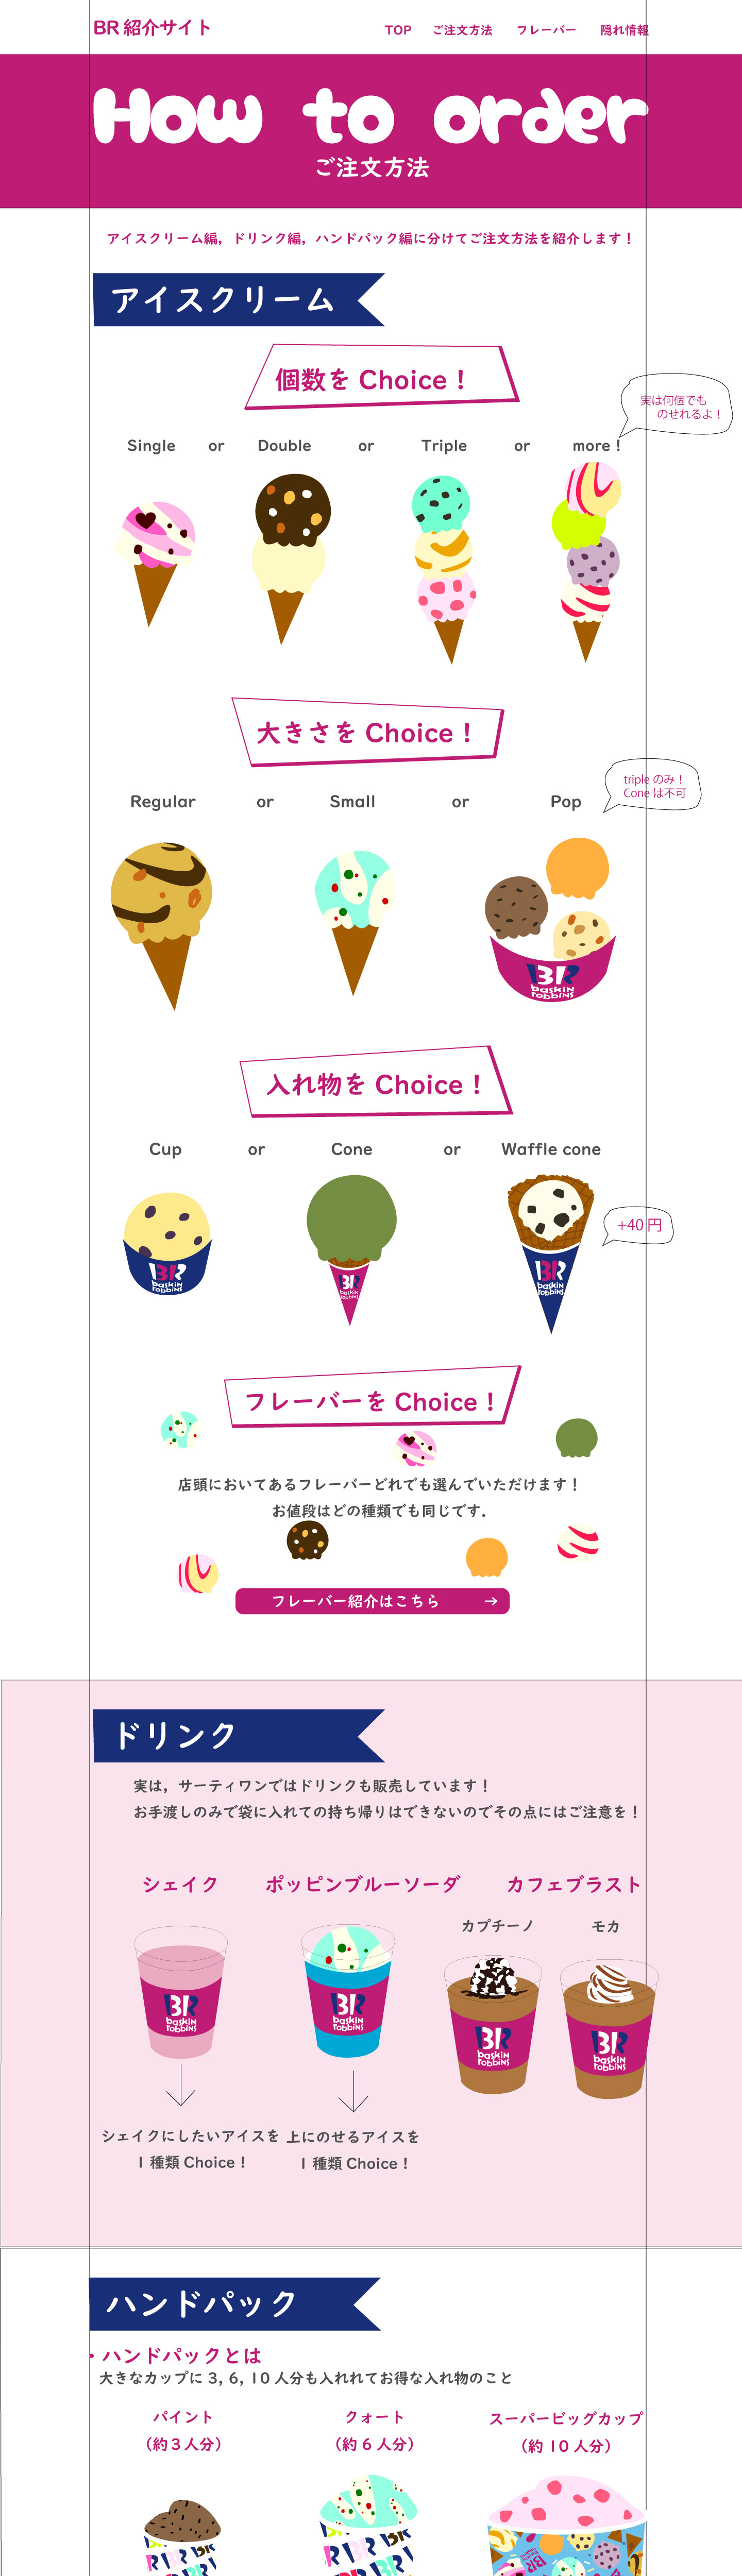 BR 紹介サイト
TOP ご注文方法 フレーバー 隠れ情報
How to order
ご注文方法
アイスクリーム編，ドリンク編，ハンドパック編に分けてご注文方法を紹介します！
アイスクリーム
個数を Choice！
実は何個でも
のせれるよ！
Single or Double or Triple or more！
大きさを Choice！
triple のみ！
Cone は不可
Regular or Small or Pop
BR
baskin
robbins
入れ物を Choice！
Cup or Cone or Waffle cone
+40 円
BR
baskin
robbins
BR
baskin
robbins
BR
baskin
robbins
フレーバーを Choice！
店頭においてあるフレーバーどれでも選んでいただけます！
お値段はどの種類でも同じです．
フレーバー紹介はこちら →
ドリンク
実は，サーティワンではドリンクも販売しています！
お手渡しのみで袋に入れての持ち帰りはできないのでその点にはご注意を！
シェイク ポッピンブルーソーダ カフェブラスト
カプチーノ モカ
BR
baskin
robbins
BR
baskin
robbins
BR
baskin
robbins
BR
baskin
robbins
シェイクにしたいアイスを 上にのせるアイスを
1 種類 Choice！ 1 種類 Choice！
ハンドパック
・ハンドパックとは
大きなカップに 3, 6, 10 人分も入れれてお得な入れ物のこと
パイント クォート スーパービッグカップ
（約３人分） （約 6 人分） （約 10 人分）